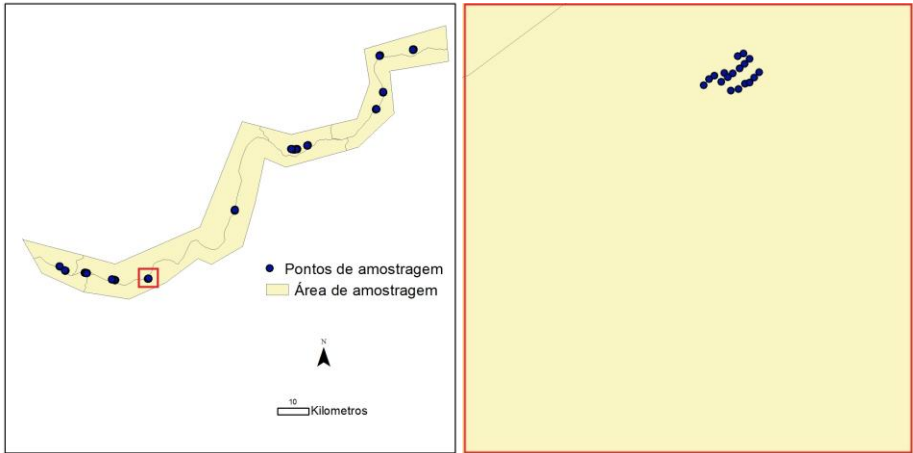 Pontos de amostragem
Área de amostragem
N
10
Kilometros